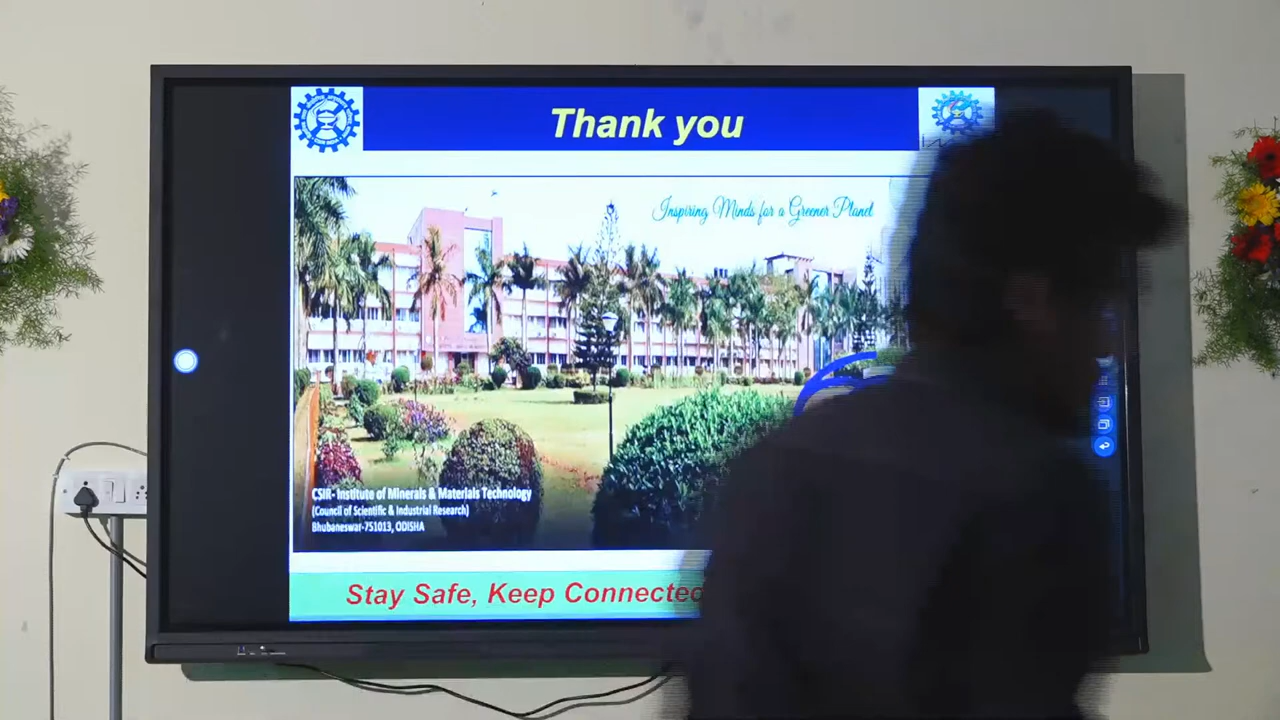 Thank you
Inspiring Minds for a Greener Planet
CSIR- Institute of Minerals & Materials Technology
(Council of Scientific & Industrial Research)
Bhubaneswar-751013, ODISHA
Stay Safe, Keep Connected